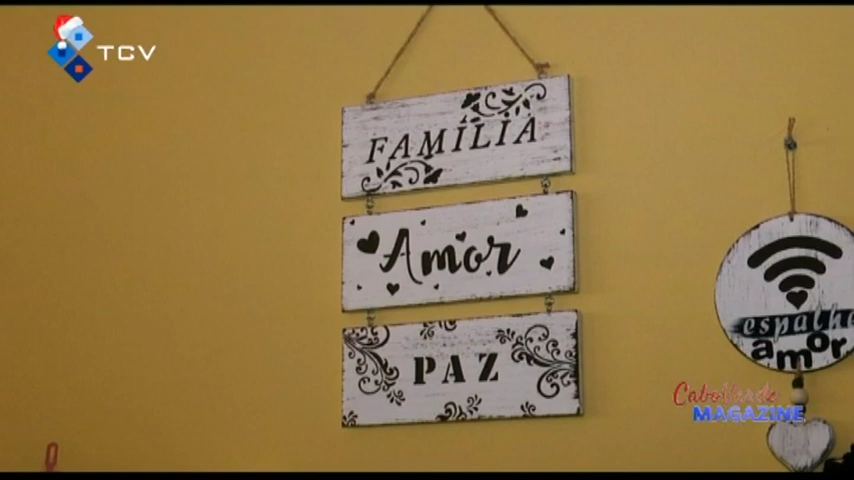 TCV
FAMÍLIA
Amor
PAZ
espalhe
amor
CaboVerde
MAGAZINE